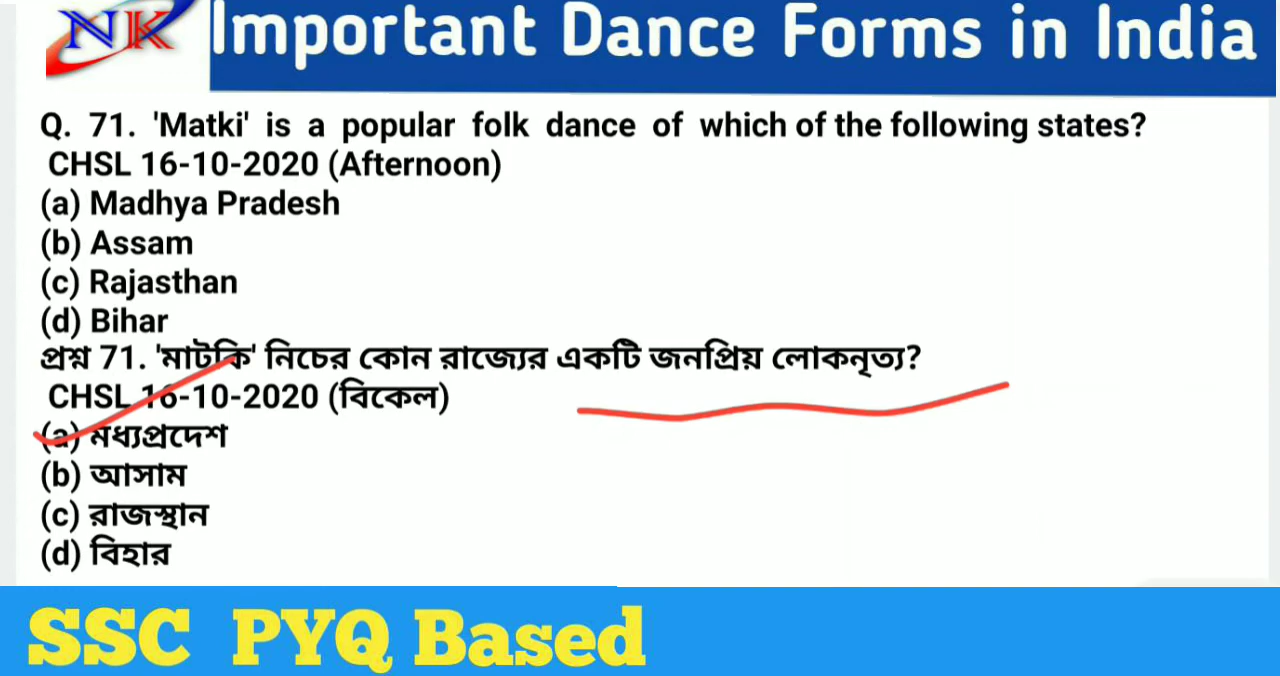 NK Important Dance Forms in India
Q. 71. 'Matki' is a popular folk dance of which of the following states?
CHSL 16-10-2020 (Afternoon)
(a) Madhya Pradesh
(b) Assam
(c) Rajasthan
(d) Bihar
প্রশ্ন 71. 'মাটকি' নিচের কোন রাজ্যের একটি জনপ্রিয় লোকনৃত্য?
CHSL 16-10-2020 (বিকেল)
(a) মধ্যপ্রদেশ
(b) আসাম
(c) রাজস্থান
(d) বিহার
SSC PYQ Based